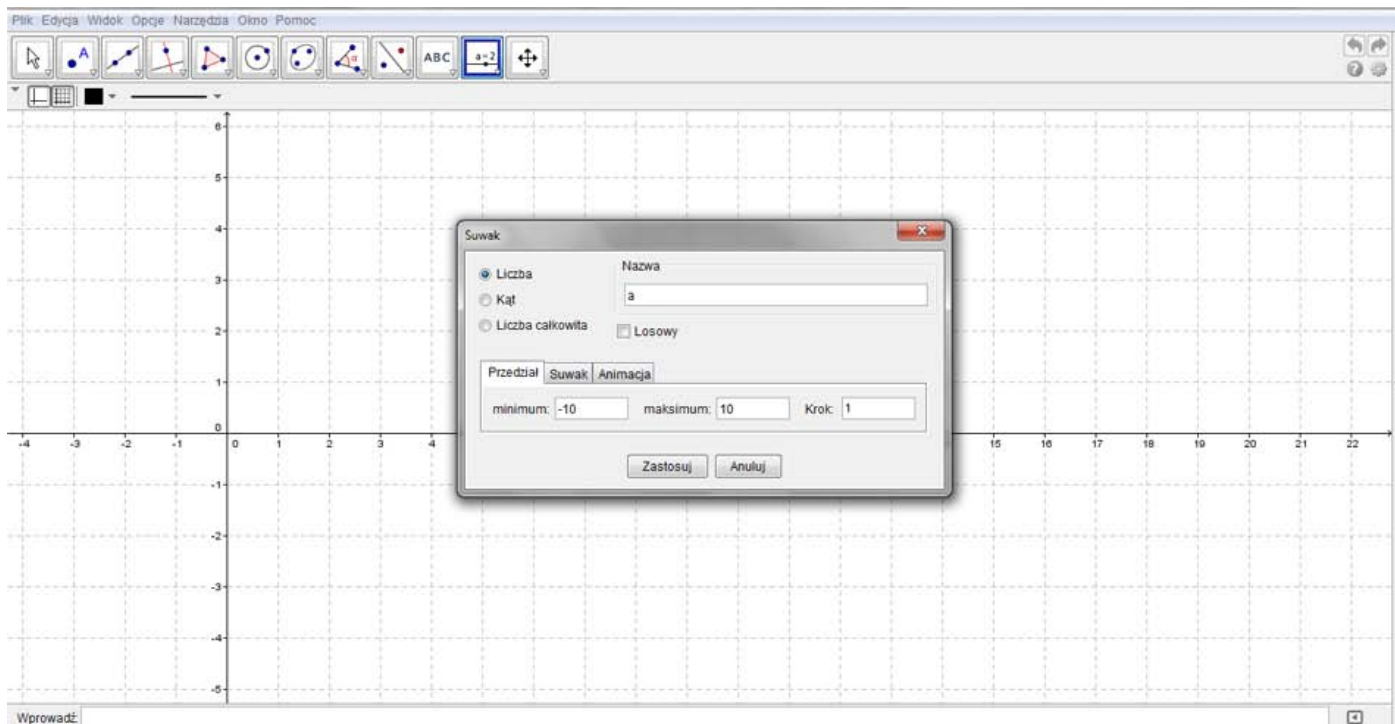 Plik Edycja Widok Opcje Narzędzia Okno Pomoc
A α ABC a=2
6
5
4
3
2
1
0
-4 -3 -2 -1 0 1 2 3 4 15 16 17 18 19 20 21 22
-1
-2
-3
-4
-5
Suwak
Liczba
Kąt
Liczba całkowita
Nazwa
a
Losowy
Przedział Suwak Animacja
minimum: -10 maksimum: 10 Krok: 1
Zastosuj Anuluj
Wprowadź: